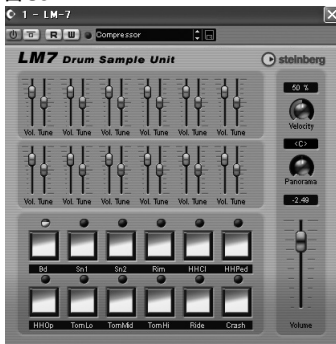 1 - LM-7
R W Compressor
LM7 Drum Sample Unit
steinberg
Vol. Tune Vol. Tune Vol. Tune Vol. Tune Vol. Tune Vol. Tune
50 %
Velocity
<C>
Vol. Tune Vol. Tune Vol. Tune Vol. Tune Vol. Tune Vol. Tune
Panorama
-2.48
Bd Sn1 Sn2 Rim HHCl HHPed
HHOp TomLo TomMid TomHi Ride Crash
Volume